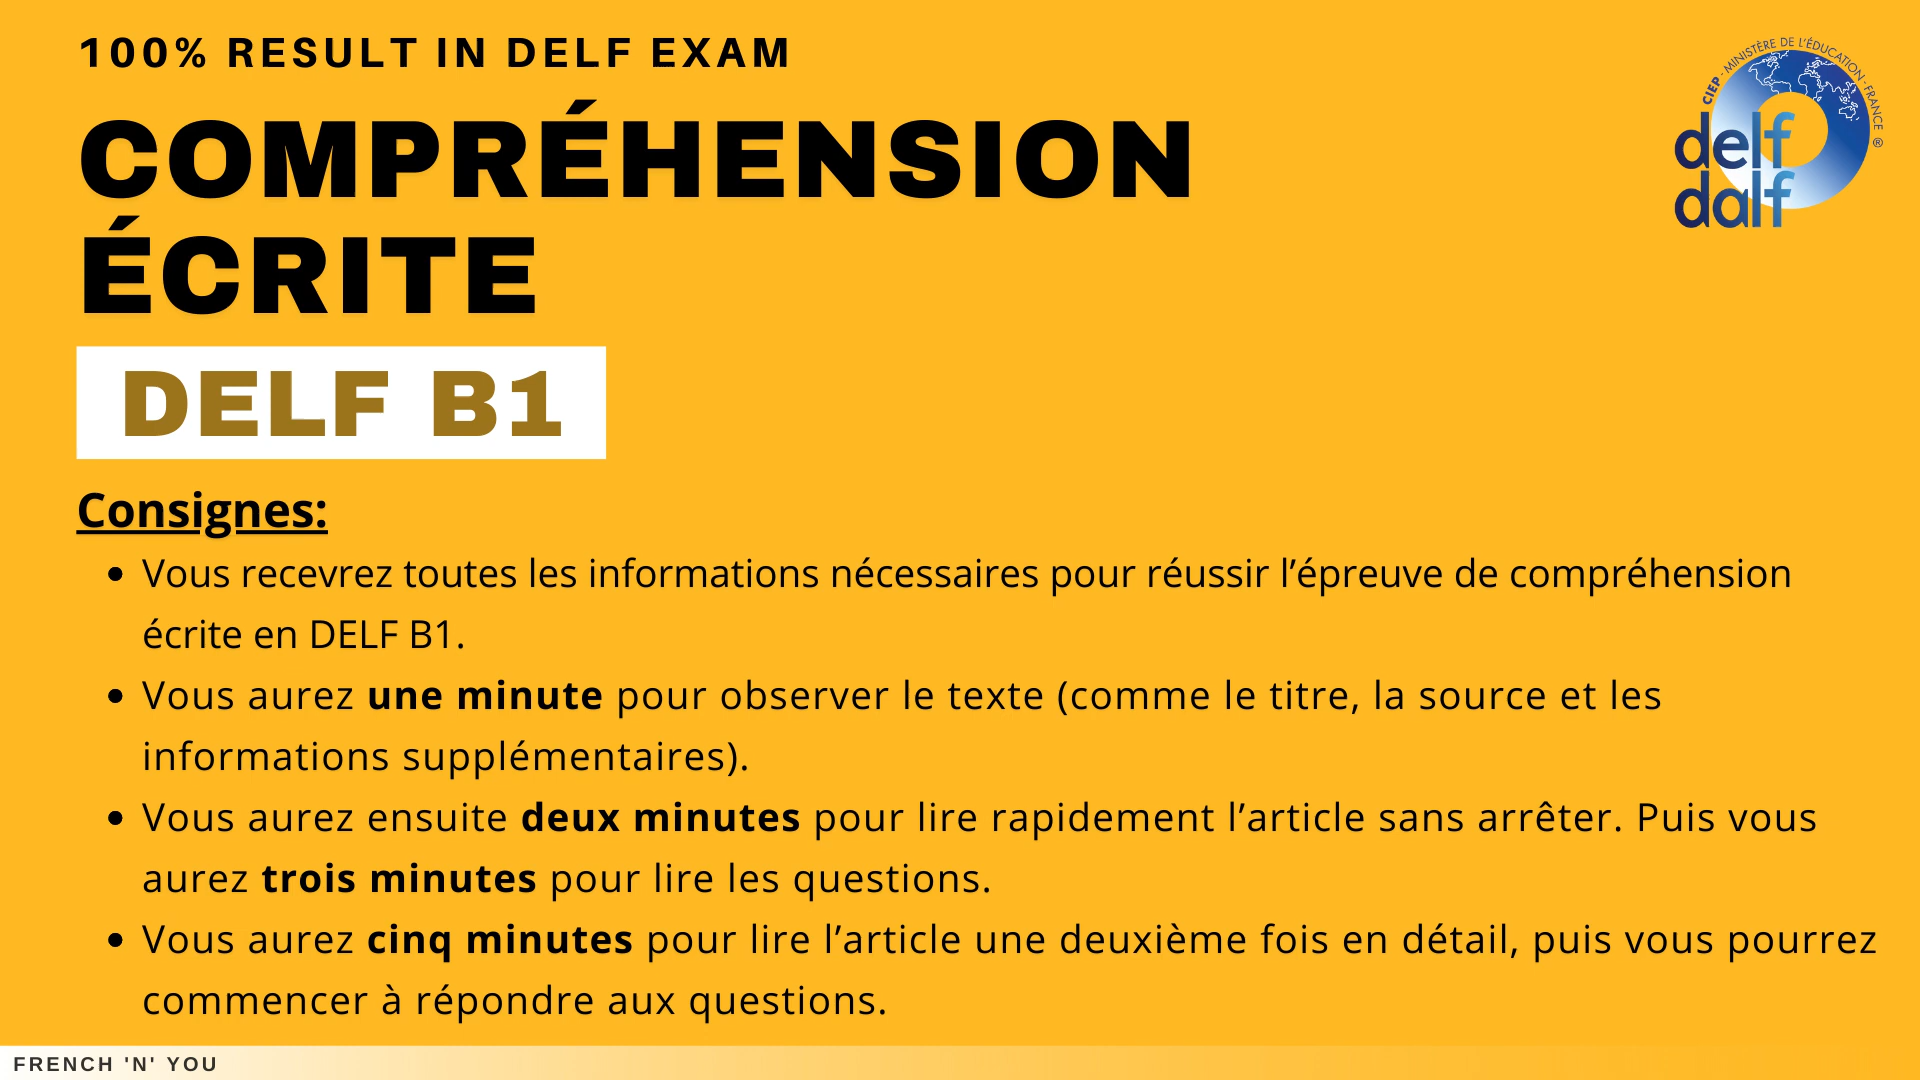 100% RESULT IN DELF EXAM
COMPRÉHENSION
ÉCRITE
DELF B1
CIEP · MINISTÈRE DE L'ÉDUCATION · FRANCE ®
delf
dalf
Consignes:
• Vous recevrez toutes les informations nécessaires pour réussir l’épreuve de compréhension
écrite en DELF B1.
• Vous aurez une minute pour observer le texte (comme le titre, la source et les
informations supplémentaires).
• Vous aurez ensuite deux minutes pour lire rapidement l’article sans arrêter. Puis vous
aurez trois minutes pour lire les questions.
• Vous aurez cinq minutes pour lire l’article une deuxième fois en détail, puis vous pourrez
commencer à répondre aux questions.
FRENCH 'N' YOU